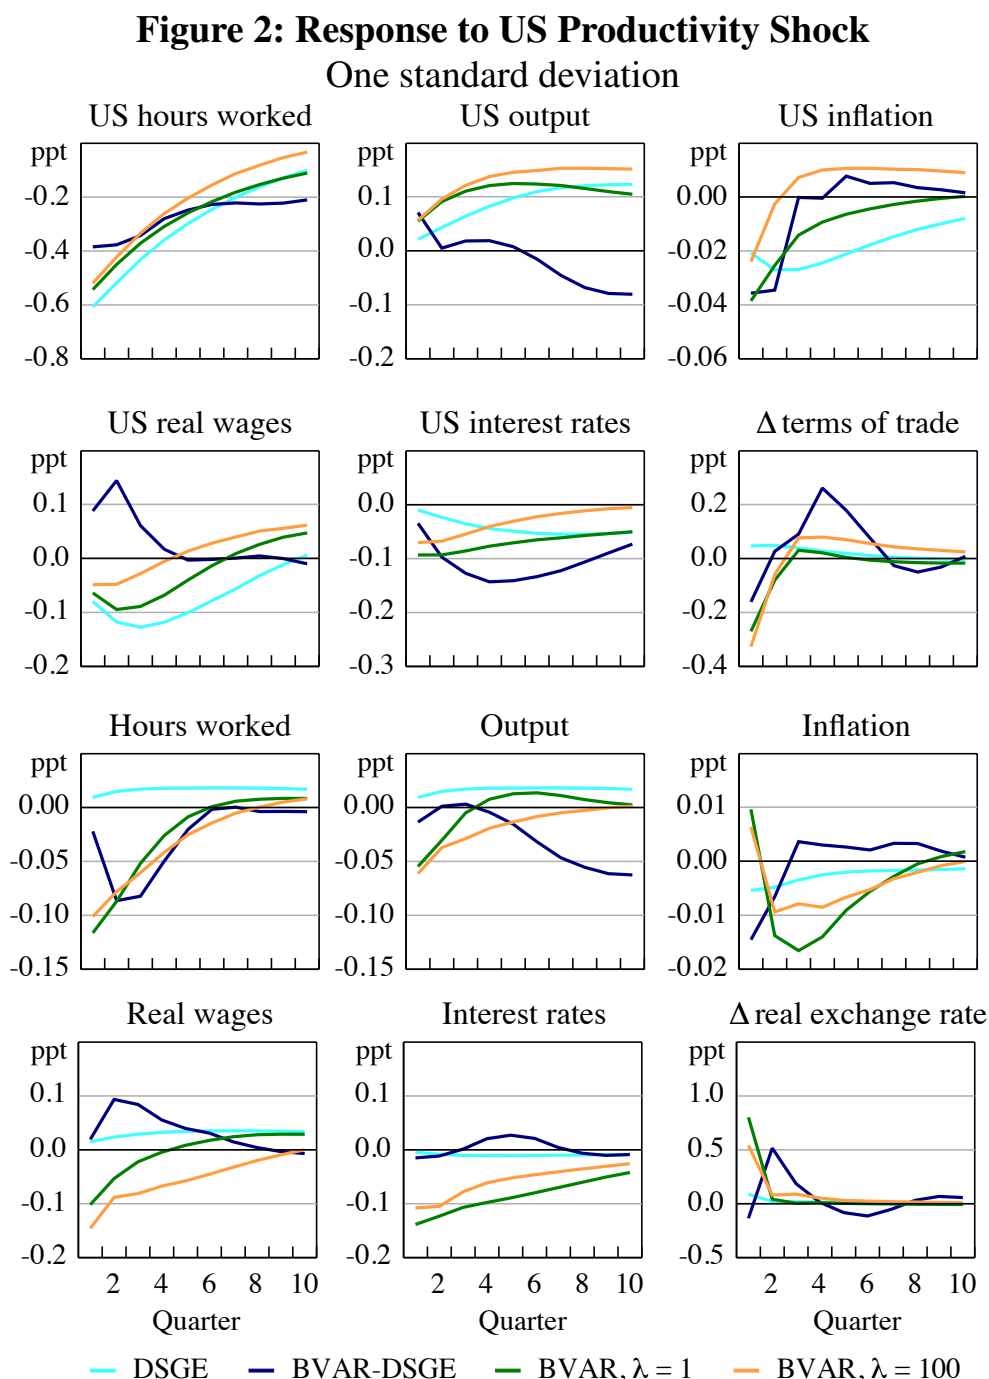 Figure 2: Response to US Productivity Shock
One standard deviation
US hours worked
US output
US inflation
ppt
ppt
ppt
-0.2
0.1
0.00
-0.4
0.0
-0.02
-0.6
-0.1
-0.04
-0.8
-0.2
-0.06
US real wages
US interest rates
Δ terms of trade
ppt
ppt
ppt
0.1
0.0
0.2
0.0
-0.1
0.0
-0.1
-0.2
-0.2
-0.2
-0.3
-0.4
Hours worked
Output
Inflation
ppt
ppt
ppt
0.00
0.00
0.01
-0.05
-0.05
0.00
-0.10
-0.10
-0.01
-0.15
-0.15
-0.02
Real wages
Interest rates
Δ real exchange rate
ppt
ppt
ppt
0.1
0.1
1.0
0.0
0.0
0.5
-0.1
-0.1
0.0
-0.2
-0.2
-0.5
2 4 6 8 10
2 4 6 8 10
2 4 6 8 10
Quarter
Quarter
Quarter
DSGE
BVAR-DSGE
BVAR, λ = 1
BVAR, λ = 100